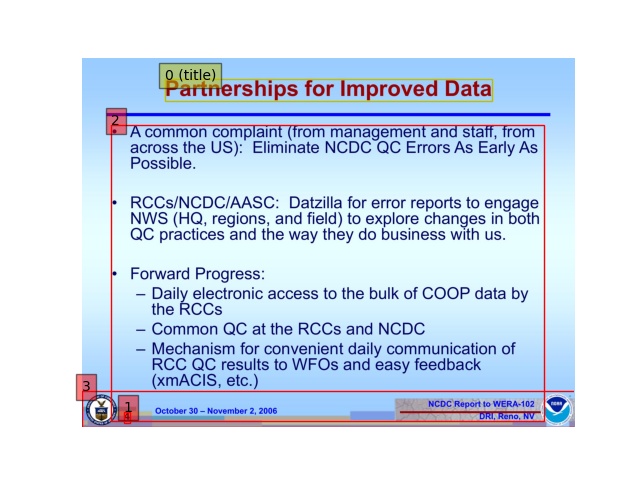 0 (title)
Partnerships for Improved Data
2
• A common complaint (from management and staff, from
across the US):  Eliminate NCDC QC Errors As Early As
Possible.
• RCCs/NCDC/AASC:  Datzilla for error reports to engage
NWS (HQ, regions, and field) to explore changes in both
QC practices and the way they do business with us.
• Forward Progress:
– Daily electronic access to the bulk of COOP data by
the RCCs
– Common QC at the RCCs and NCDC
– Mechanism for convenient daily communication of
RCC QC results to WFOs and easy feedback
(xmACIS, etc.)
3
1
October 30 – November 2, 2006
NCDC Report to WERA-102
DRI, Reno, NV